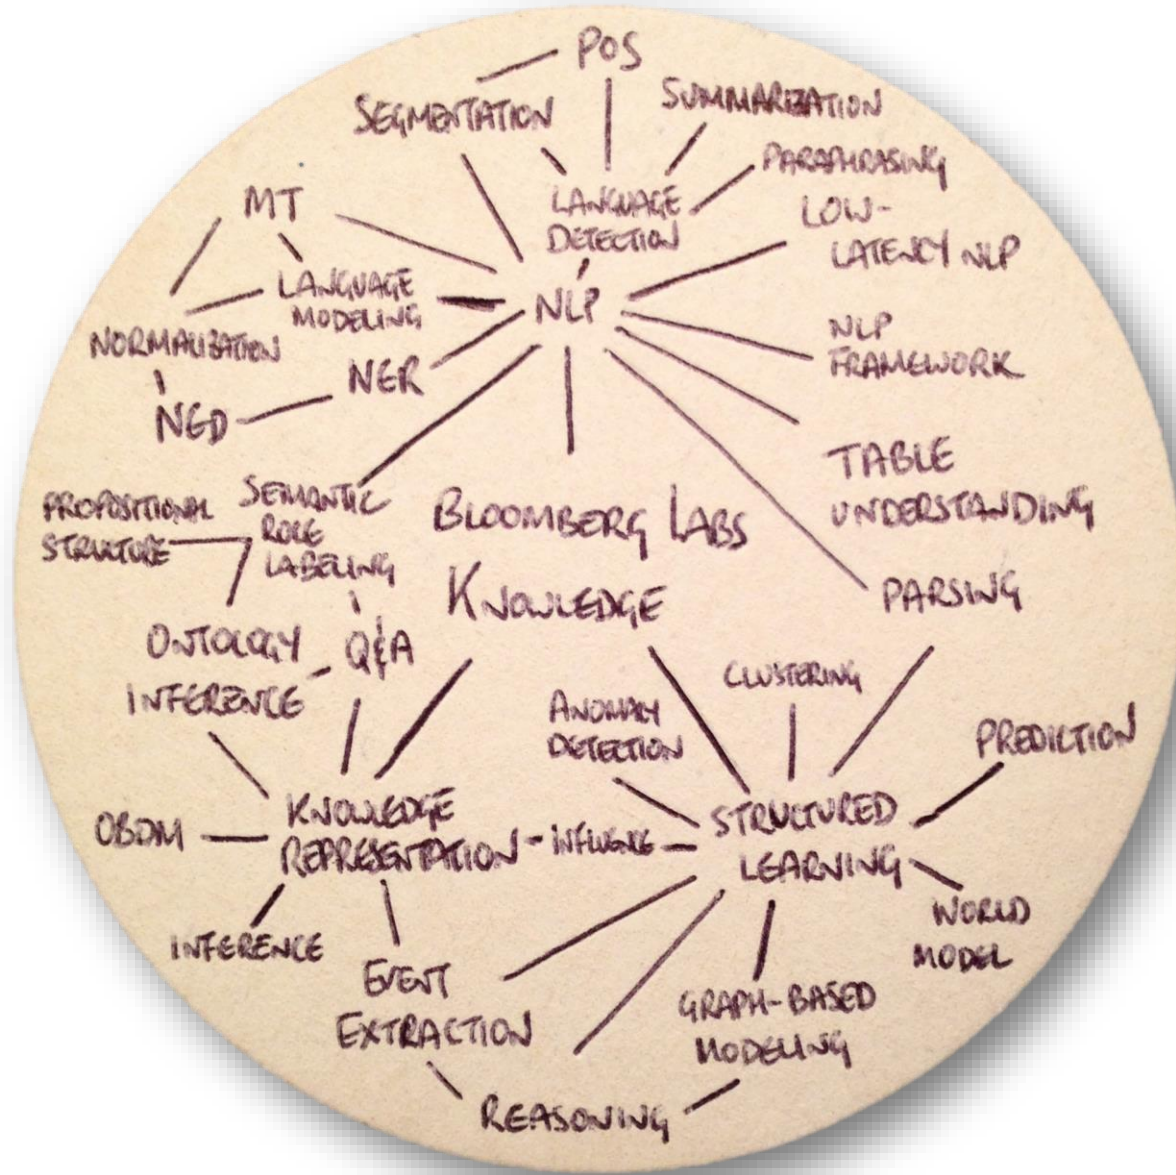 POS
SEGMENTATION
SUMMARIZATION
PARAPHRASING
MT
LANGUAGE
DETECTION
LOW-
LATENCY NLP
LANGUAGE
MODELING
NLP
NORMALIZATION
NLP
FRAMEWORK
NER
NED
TABLE
UNDERSTANDING
PROPOSITIONAL
STRUCTURE
SEMANTIC
ROLE
LABELING
BLOOMBERG LABS
KNOWLEDGE
PARSING
ONTOLOGY
INFERENCE
Q&A
CLUSTERING
ANOMALY
DETECTION
PREDICTION
OBDM
KNOWLEDGE
REPRESENTATION
INFLUENCE
STRUCTURED
LEARNING
WORLD
MODEL
INFERENCE
EVENT
EXTRACTION
GRAPH-BASED
MODELING
REASONING